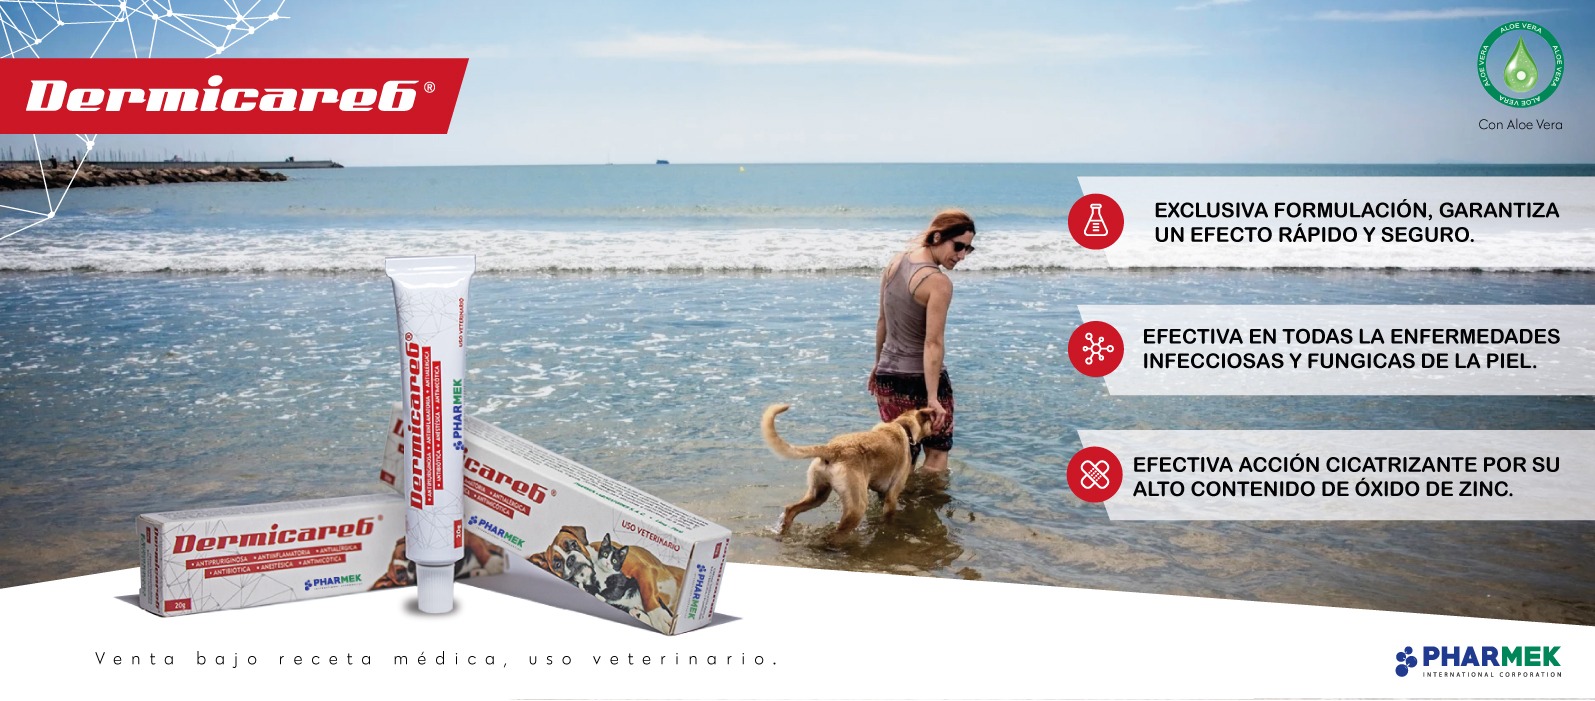 Dermicare6®
ALOE VERA ALOE VERA ALOE VERA ALOE VERA
Con Aloe Vera
EXCLUSIVA FORMULACIÓN, GARANTIZA
UN EFECTO RÁPIDO Y SEGURO.
EFECTIVA EN TODAS LA ENFERMEDADES
INFECCIOSAS Y FUNGICAS DE LA PIEL.
EFECTIVA ACCIÓN CICATRIZANTE POR SU
ALTO CONTENIDO DE ÓXIDO DE ZINC.
Dermicare6®
• ANTIPRURIGINOSA • ANTIINFLAMATORIA • ANTIALÉRGICA
• ANTIBIÓTICA • ANESTÉSICA • ANTIMICÓTICA
PHARMEK
USO VETERINARIO
20g
Dermicare6®
• ANTIPRURIGINOSA • ANTIINFLAMATORIA • ANTIALÉRGICA
• ANTIBIÓTICA • ANESTÉSICA • ANTIMICÓTICA
PHARMEK
20g
care6®
• ANTIALÉRGICA
• ANTIMICÓTICA
PHARMEK
USO VETERINARIO
PHARMEK
Venta bajo receta médica, uso veterinario.
PHARMEK
INTERNATIONAL CORPORATION